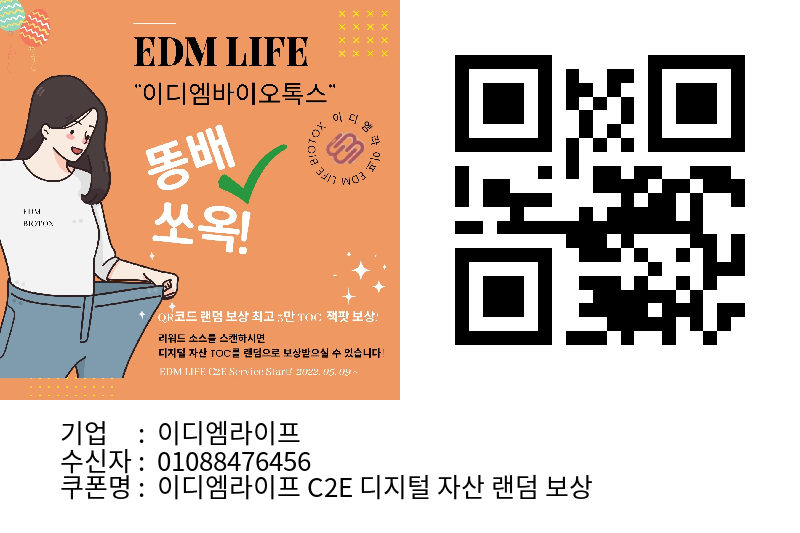 EDM LIFE
"이디엠바이오톡스"
이디엠라이프 EDM LIFE BIOTOX
똥배
쏘옥!
EDM
BIOTOX
QR코드 랜덤 보상 최고 5만 TOC 잭팟 보상!
리워드 소스를 스캔하시면
디지털 자산 TOC를 랜덤으로 보상받으실 수 있습니다!
EDM LIFE C2E Service Start! 2022. 05. 09 ~
기업 : 이디엠라이프
수신자 : 01088476456
쿠폰명 : 이디엠라이프 C2E 디지털 자산 랜덤 보상